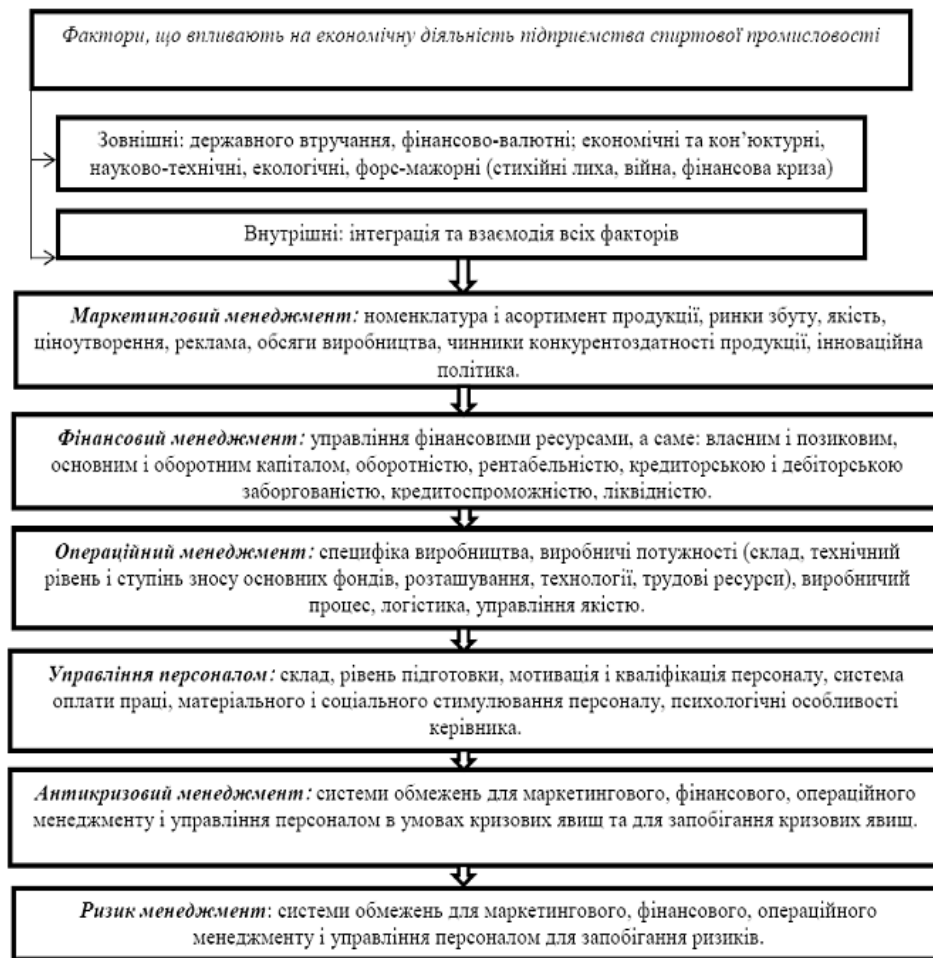 Фактори, що впливають на економічну діяльність підприємства спиртової промисловості
Зовнішні: державного втручання, фінансово-валютні; економічні та кон’юктурні,
науково-технічні, екологічні, форс-мажорні (стихійні лиха, війна, фінансова криза)
Внутрішні: інтеграція та взаємодія всіх факторів
Маркетинговий менеджмент: номенклатура і асортимент продукції, ринки збуту, якість,
ціноутворення, реклама, обсяги виробництва, чинники конкурентоздатності продукції, інноваційна
політика.
Фінансовий менеджмент: управління фінансовими ресурсами, а саме: власним і позиковим,
основним і оборотним капіталом, оборотністю, рентабельністю, кредиторською і дебіторською
заборгованістю, кредитоспроможністю, ліквідністю.
Операційний менеджмент: специфіка виробництва, виробничі потужності (склад, технічний
рівень і ступінь зносу основних фондів, розташування, технології, трудові ресурси), виробничий
процес, логістика, управління якістю.
Управління персоналом: склад, рівень підготовки, мотивація і кваліфікація персоналу, система
оплати праці, матеріального і соціального стимулювання персоналу, психологічні особливості
керівника.
Антикризовий менеджмент: системи обмежень для маркетингового, фінансового, операційного
менеджменту і управління персоналом в умовах кризових явищ та для запобігання кризових явищ.
Ризик менеджмент: системи обмежень для маркетингового, фінансового, операційного
менеджменту і управління персоналом для запобігання ризиків.